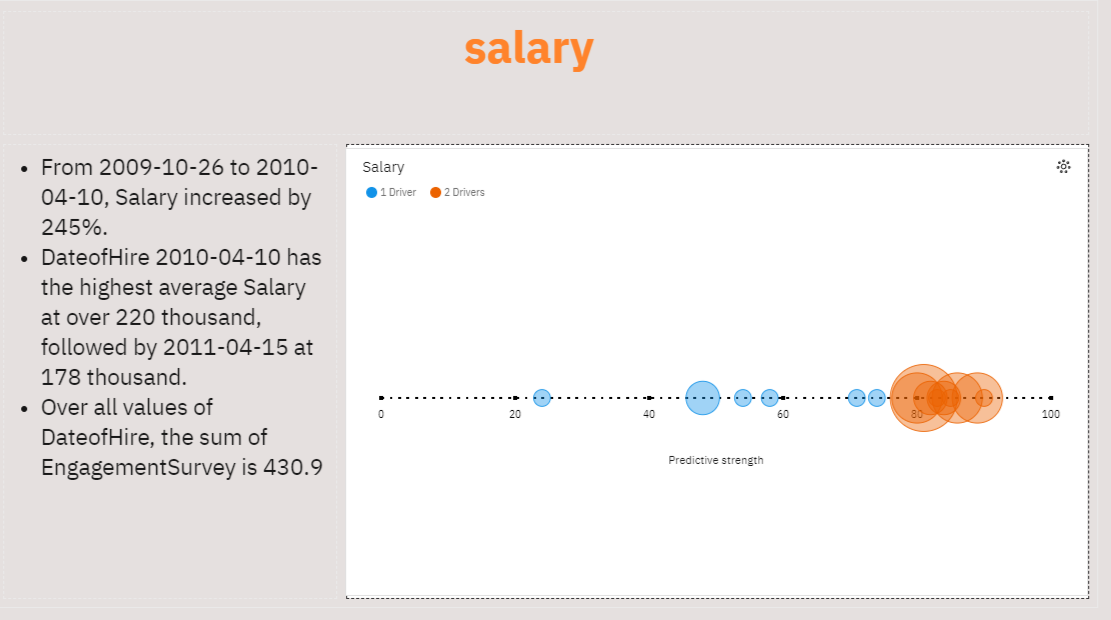 salary
• From 2009-10-26 to 2010-
04-10, Salary increased by
245%.
• DateofHire 2010-04-10 has
the highest average Salary
at over 220 thousand,
followed by 2011-04-15 at
178 thousand.
• Over all values of
DateofHire, the sum of
EngagementSurvey is 430.9
Salary
1 Driver 2 Drivers
0 20 40 60 80 100
Predictive strength